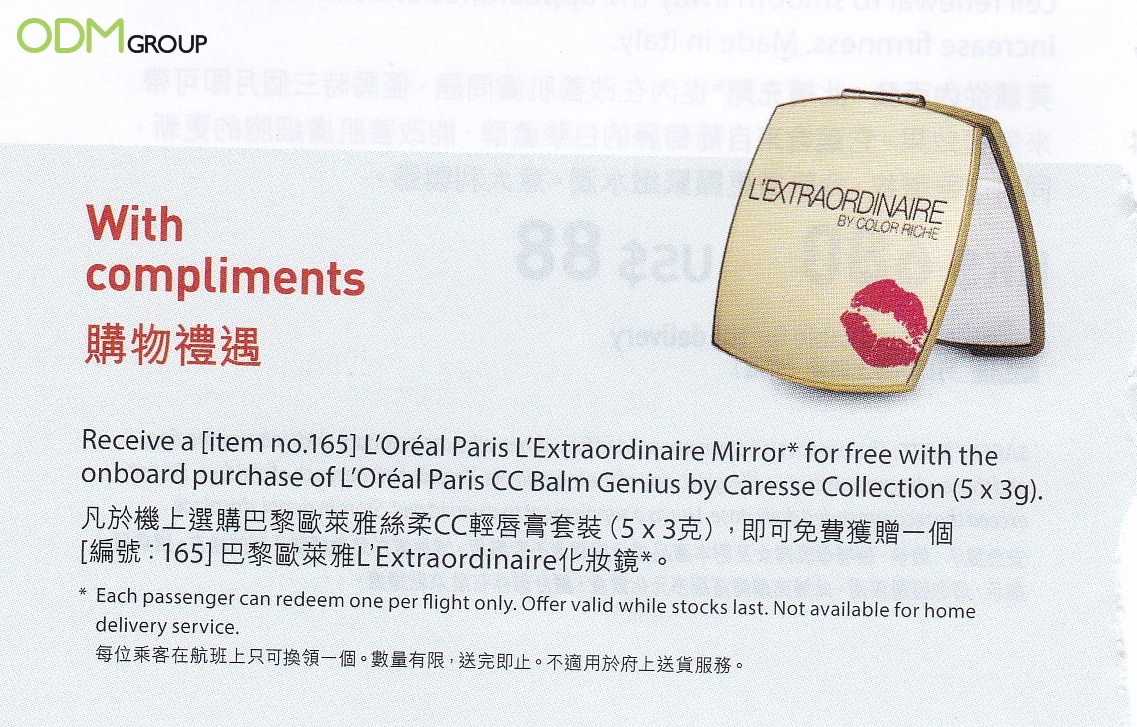 ODMGROUP
With
compliments
購物禮遇
L'EXTRAORDINAIRE
BY COLOR RICHE
Receive a [item no.165] L'Oréal Paris L'Extraordinaire Mirror* for free with the
onboard purchase of L'Oréal Paris CC Balm Genius by Caresse Collection (5 x 3g).
凡於機上選購巴黎歐萊雅絲柔CC輕唇膏套裝（5 x 3克），即可免費獲贈一個
[編號：165] 巴黎歐萊雅L'Extraordinaire化妝鏡*。
* Each passenger can redeem one per flight only. Offer valid while stocks last. Not available for home
delivery service.
每位乘客在航班上只可換領一個。數量有限，送完即止。不適用於府上送貨服務。